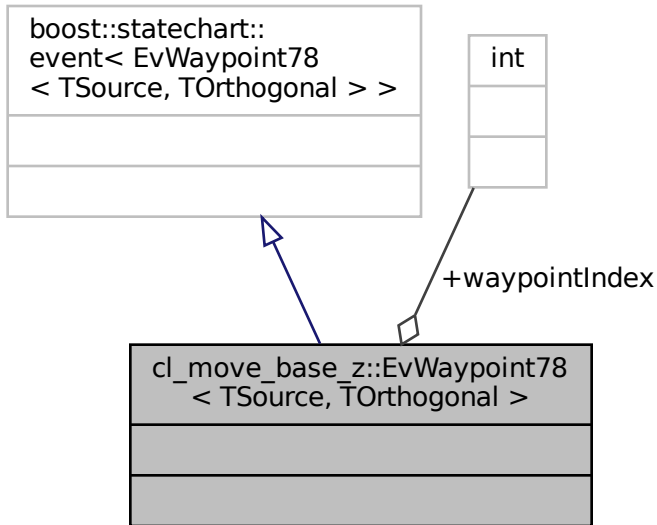 boost::statechart::
event< EvWaypoint78
< TSource, TOrthogonal > >
int
+waypointIndex
cl_move_base_z::EvWaypoint78
< TSource, TOrthogonal >